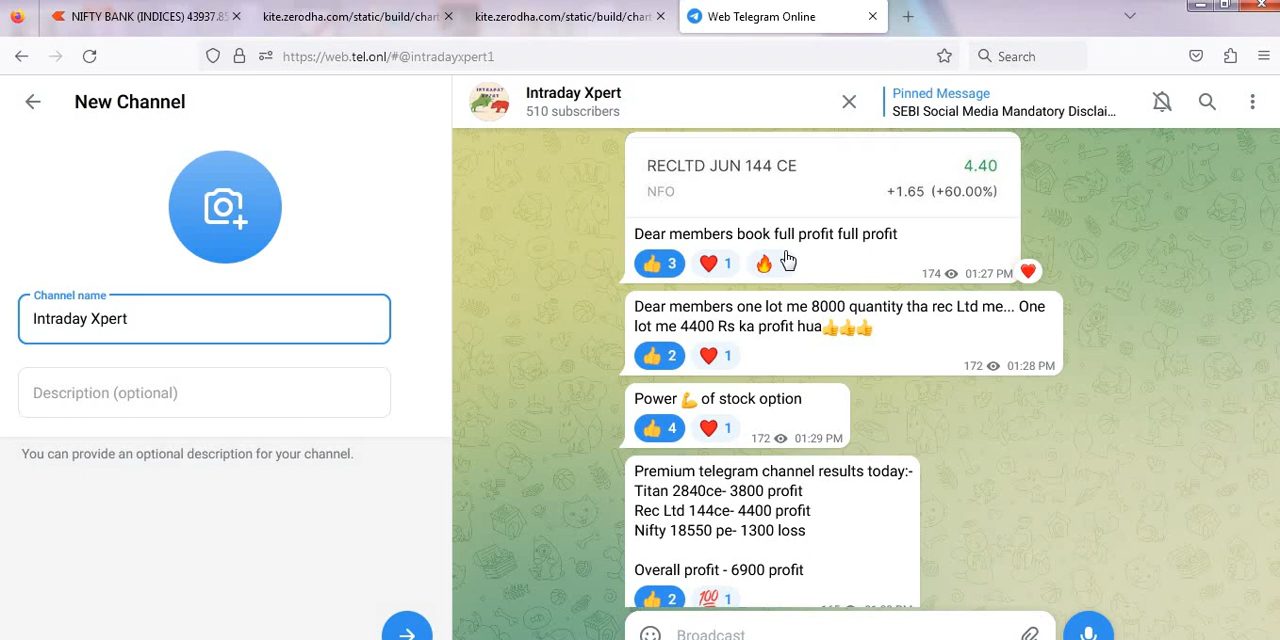 NIFTY BANK (INDICES) 43937.85
kite.zerodha.com/static/build/chart
kite.zerodha.com/static/build/chart
Web Telegram Online
https://web.tel.onl/#@intradayxpert1
Search
New Channel
Channel name
Intraday Xpert
Description (optional)
You can provide an optional description for your channel.
INTRADAY
XPERT
Intraday Xpert
510 subscribers
Pinned Message
SEBI Social Media Mandatory Disclai...
RECLTD JUN 144 CE
4.40
NFO
+1.65 (+60.00%)
Dear members book full profit full profit
👍 3 ❤️ 1 🔥
174 01:27 PM ❤️
Dear members one lot me 8000 quantity tha rec Ltd me... One
lot me 4400 Rs ka profit hua👍👍👍
👍 2 ❤️ 1
172 01:28 PM
Power 💪 of stock option
👍 4 ❤️ 1
172 01:29 PM
Premium telegram channel results today:-
Titan 2840ce- 3800 profit
Rec Ltd 144ce- 4400 profit
Nifty 18550 pe- 1300 loss
Overall profit - 6900 profit
👍 2 💯 1
Broadcast